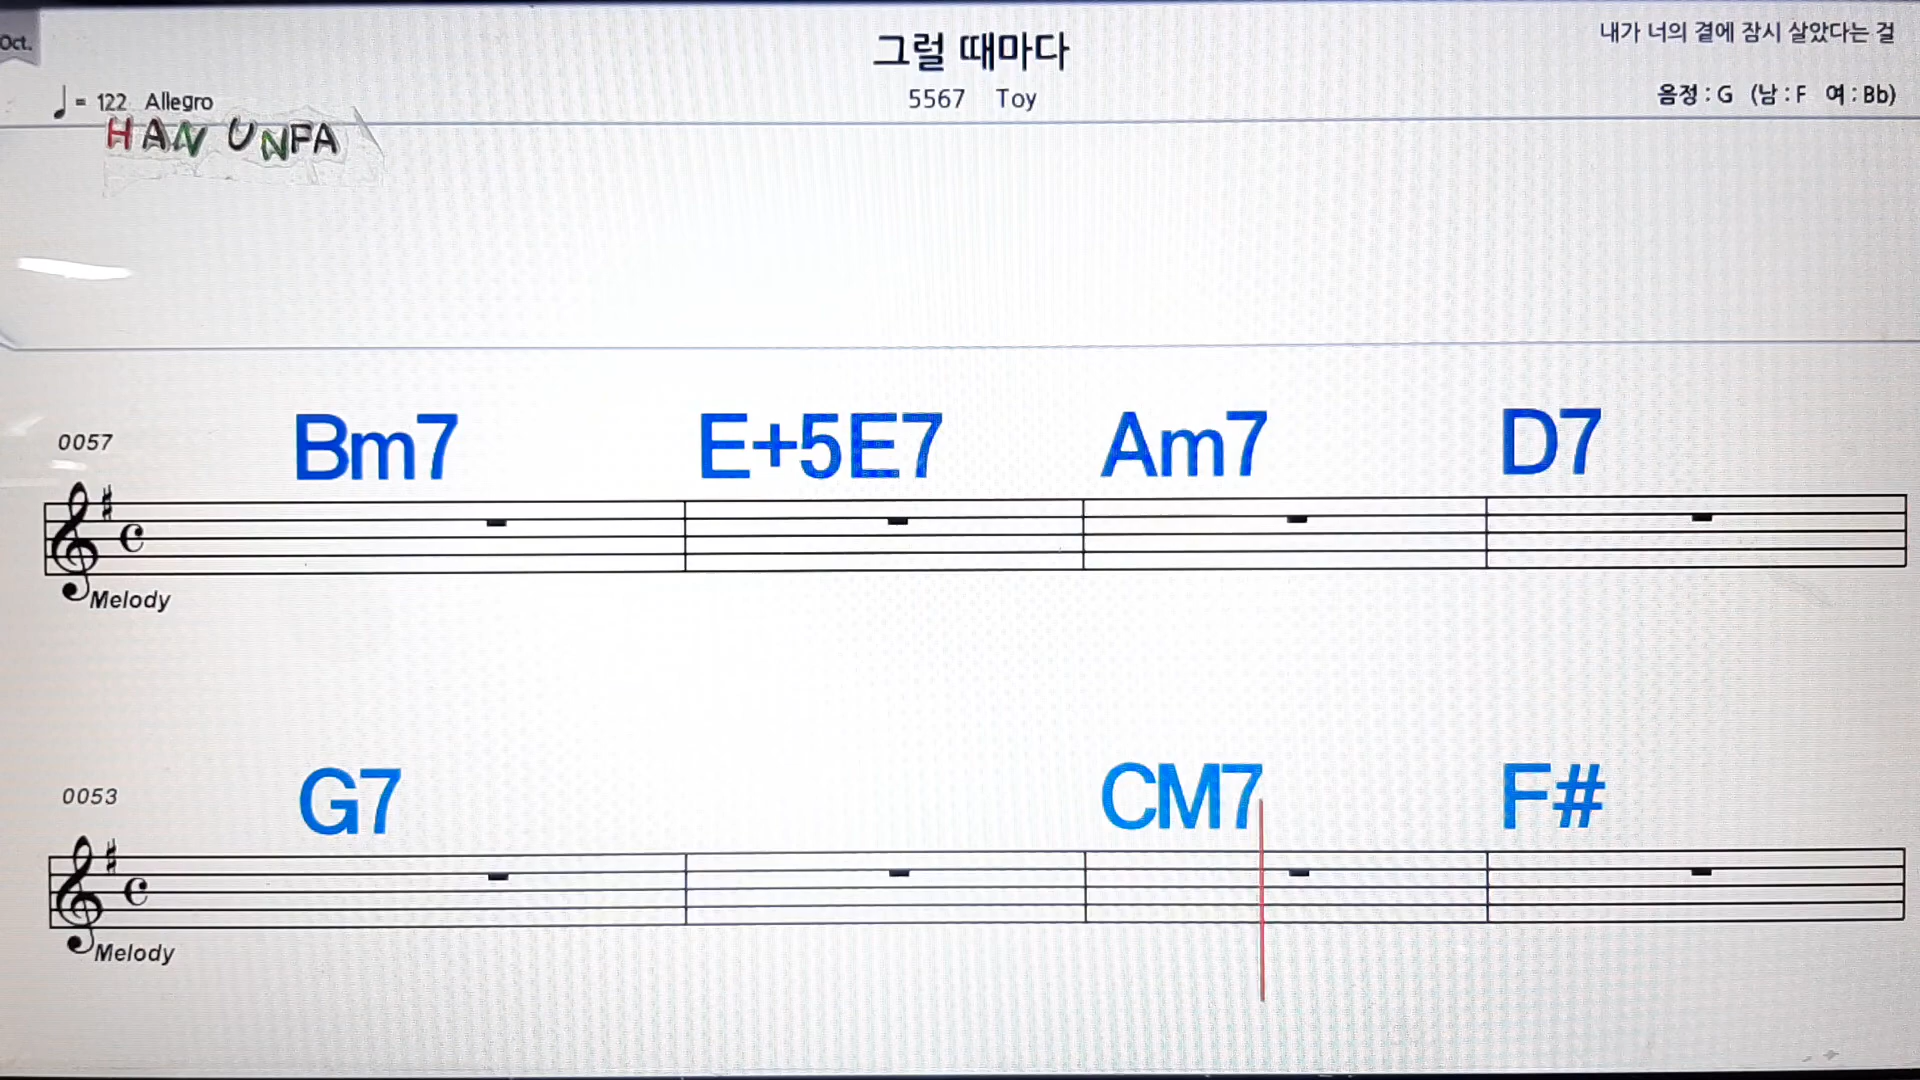 Oct.
그럴 때마다
내가 너의 곁에 잠시 살았다는 걸
= 122 Allegro
5567 Toy
음정 : G (남 : F 여 : Bb)
HAN UNFA
0057
Bm7 E+5E7 Am7 D7
Melody
0053
G7 CM7 F#
Melody